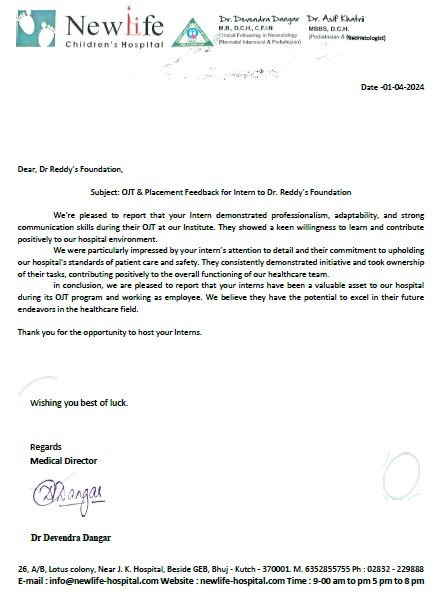 Newlife
Children's Hospital
Dr. Devendra Dangar
M.B., D.C.H., C.F.I.N.
Clinical Fellowship in Neonatology
(Neonatal Intensivist & Pediatrician)
Dr. Asif Khatri
MBBS, D.C.H.
(Pediatrician & Neonatologist)
Date -01-04-2024
Dear, Dr Reddy's Foundation,
Subject: OJT & Placement Feedback for Intern to Dr. Reddy's Foundation
We're pleased to report that your Intern demonstrated professionalism, adaptability, and strong
communication skills during their OJT at our Institute. They showed a keen willingness to learn and contribute
positively to our hospital environment.
We were particularly impressed by your intern's attention to detail and their commitment to upholding
our hospital's standards of patient care and safety. They consistently demonstrated initiative and took ownership
of their tasks, contributing positively to the overall functioning of our healthcare team.
in conclusion, we are pleased to report that your interns have been a valuable asset to our hospital
during its OJT program and working as employee. We believe they have the potential to excel in their future
endeavors in the healthcare field.
Thank you for the opportunity to host your Interns.
Wishing you best of luck.
Regards
Medical Director
DDangar
Dr Devendra Dangar
26, A/B, Lotus colony, Near J. K. Hospital, Beside GEB, Bhuj - Kutch - 370001. M. 6352855755 Ph : 02832 - 229888
E-mail : info@newlife-hospital.com Website : newlife-hospital.com Time : 9-00 am to pm 5 pm to 8 pm